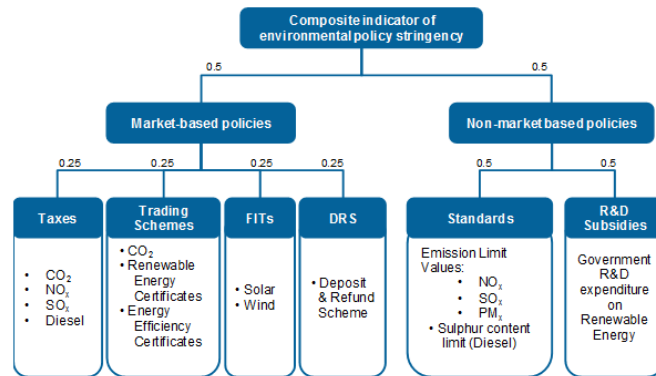 Composite indicator of
environmental policy stringency
0.5
0.5
Market-based policies
Non-market based policies
0.25
0.25
0.25
0.25
0.5
0.5
Taxes
• CO₂
• NOₓ
• SOₓ
• Diesel
Trading
Schemes
• CO₂
• Renewable
Energy
Certificates
• Energy
Efficiency
Certificates
FITs
• Solar
• Wind
DRS
• Deposit
& Refund
Scheme
Standards
Emission Limit
Values:
• NOₓ
• SOₓ
• PMₓ
• Sulphur content
limit (Diesel)
R&D
Subsidies
Government
R&D
expenditure
on
Renewable
Energy